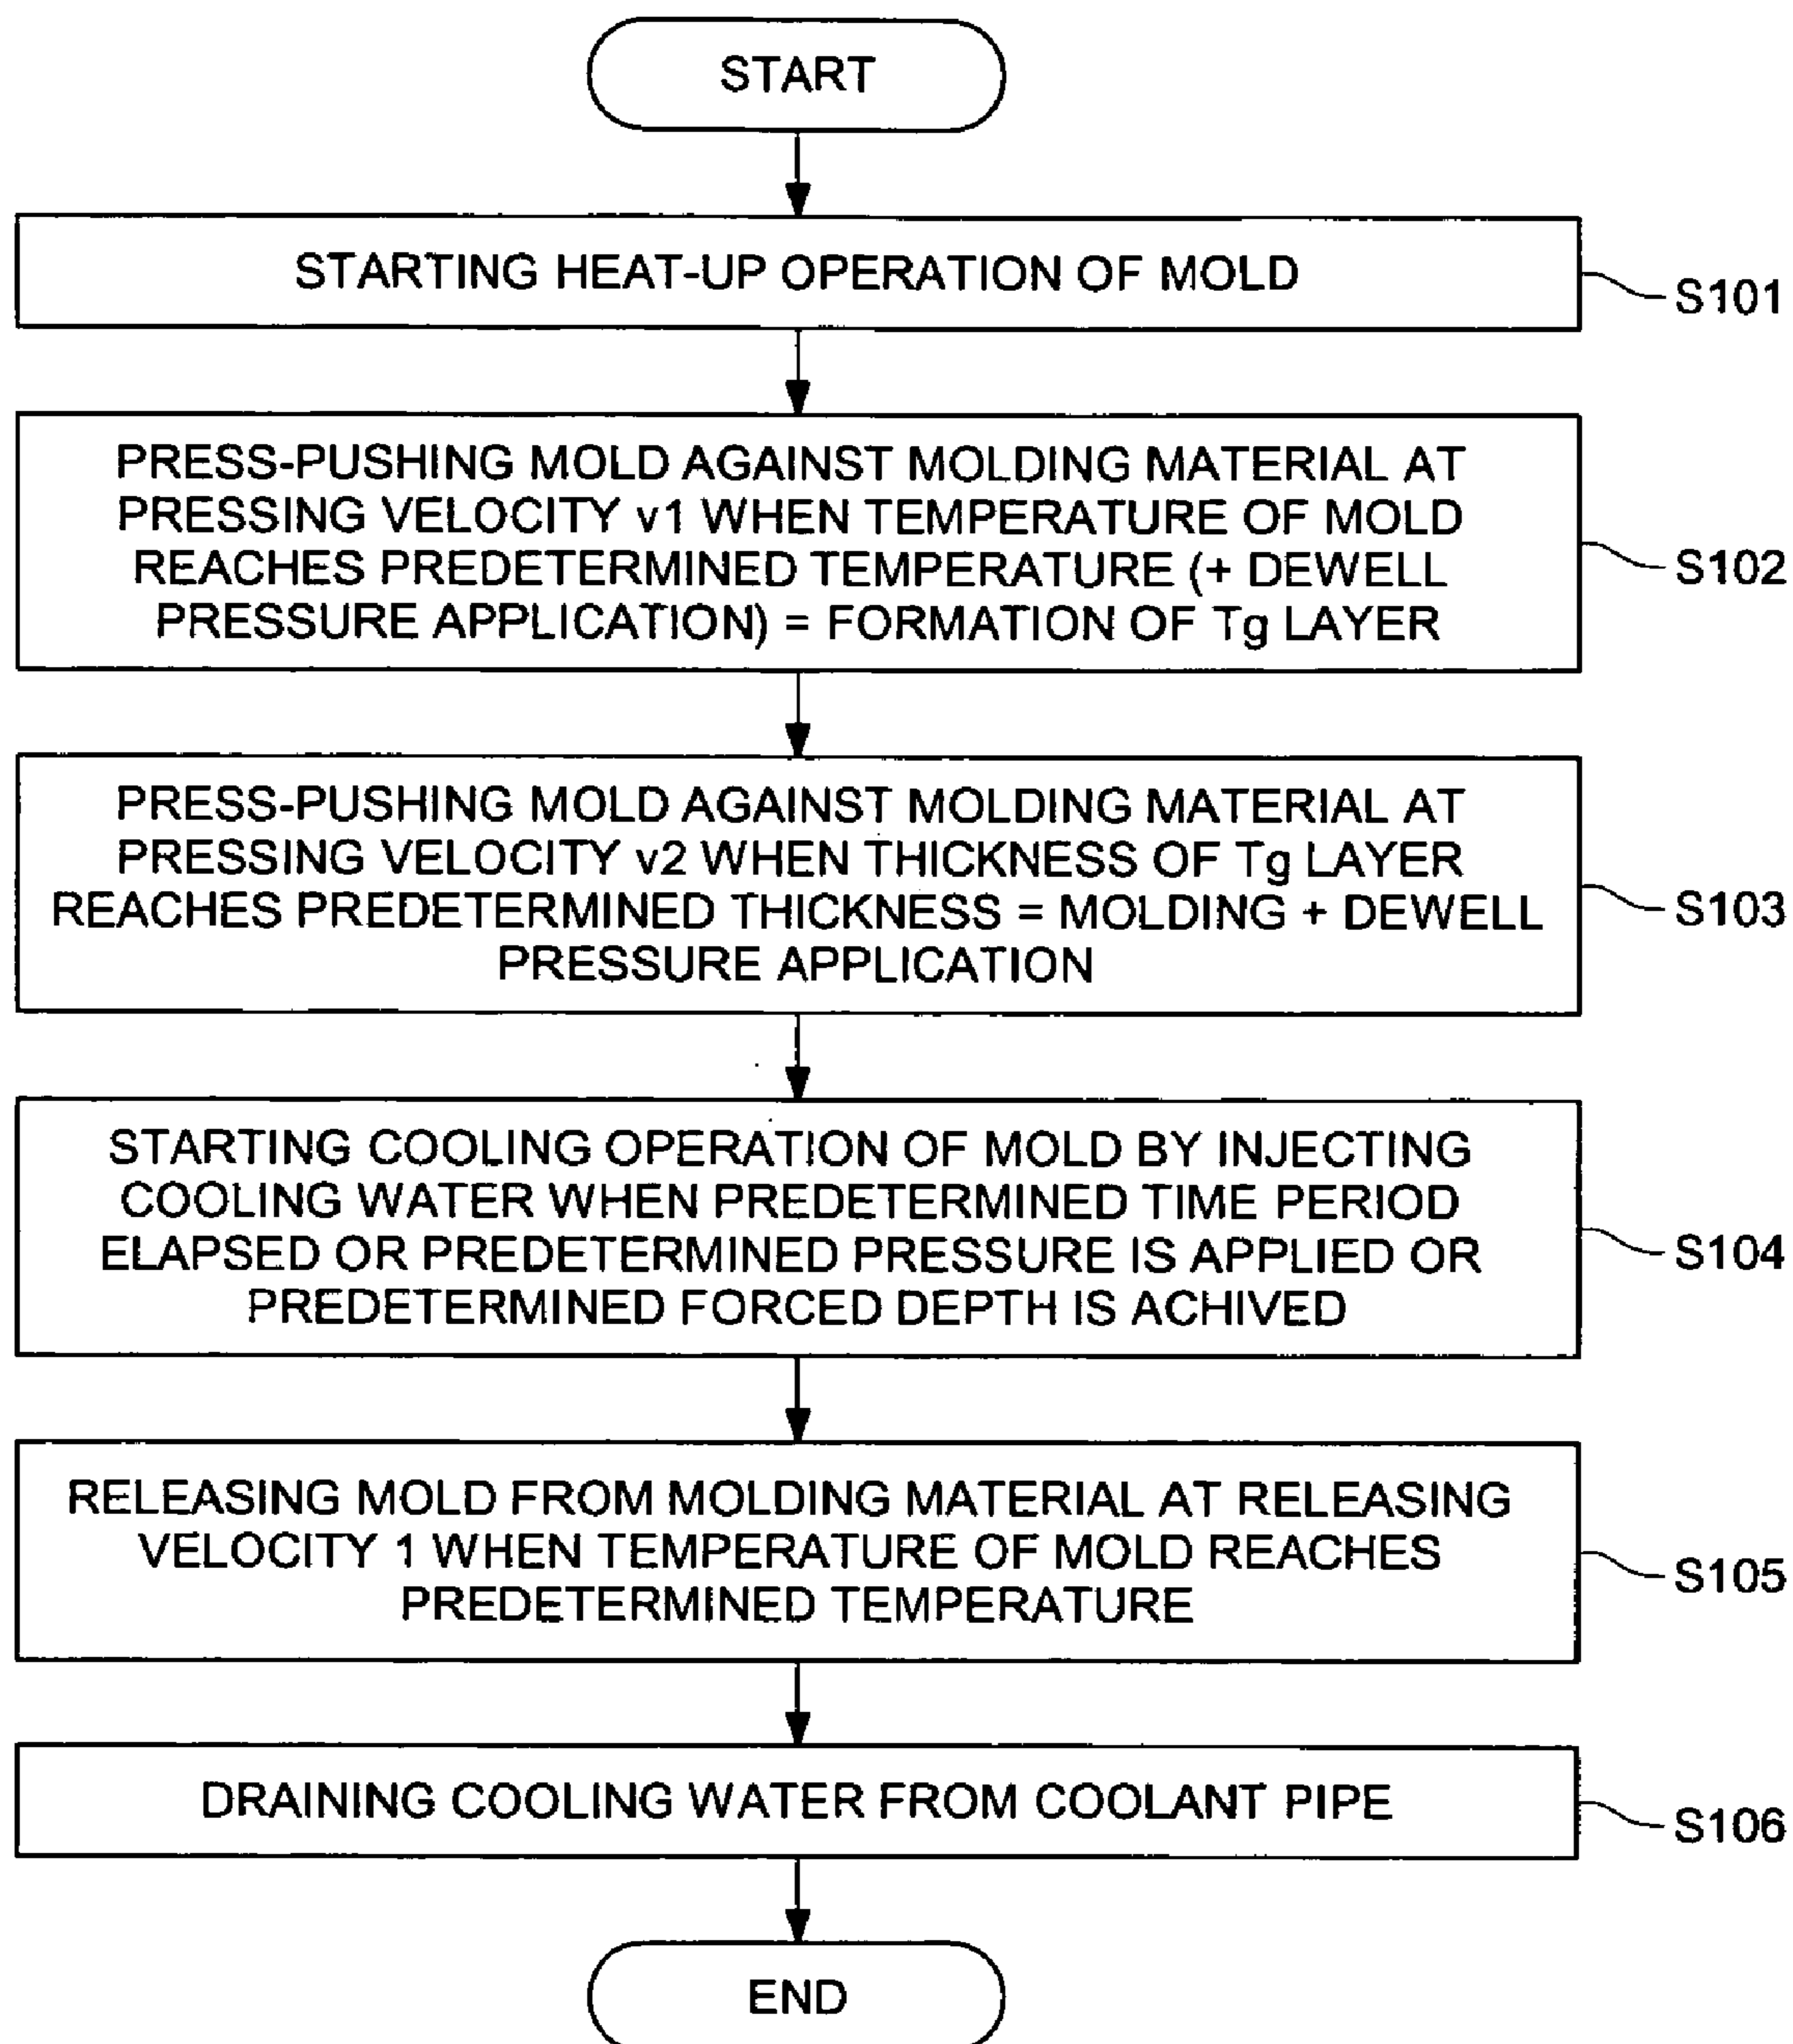 START
STARTING HEAT-UP OPERATION OF MOLD
S101
PRESS-PUSHING MOLD AGAINST MOLDING MATERIAL AT
PRESSING VELOCITY v1 WHEN TEMPERATURE OF MOLD
REACHES PREDETERMINED TEMPERATURE (+ DEWELL
PRESSURE APPLICATION) = FORMATION OF Tg LAYER
S102
PRESS-PUSHING MOLD AGAINST MOLDING MATERIAL AT
PRESSING VELOCITY v2 WHEN THICKNESS OF Tg LAYER
REACHES PREDETERMINED THICKNESS = MOLDING + DEWELL
PRESSURE APPLICATION
S103
STARTING COOLING OPERATION OF MOLD BY INJECTING
COOLING WATER WHEN PREDETERMINED TIME PERIOD
ELAPSED OR PREDETERMINED PRESSURE IS APPLIED OR
PREDETERMINED FORCED DEPTH IS ACHIVED
S104
RELEASING MOLD FROM MOLDING MATERIAL AT RELEASING
VELOCITY 1 WHEN TEMPERATURE OF MOLD REACHES
PREDETERMINED TEMPERATURE
S105
DRAINING COOLING WATER FROM COOLANT PIPE
S106
END